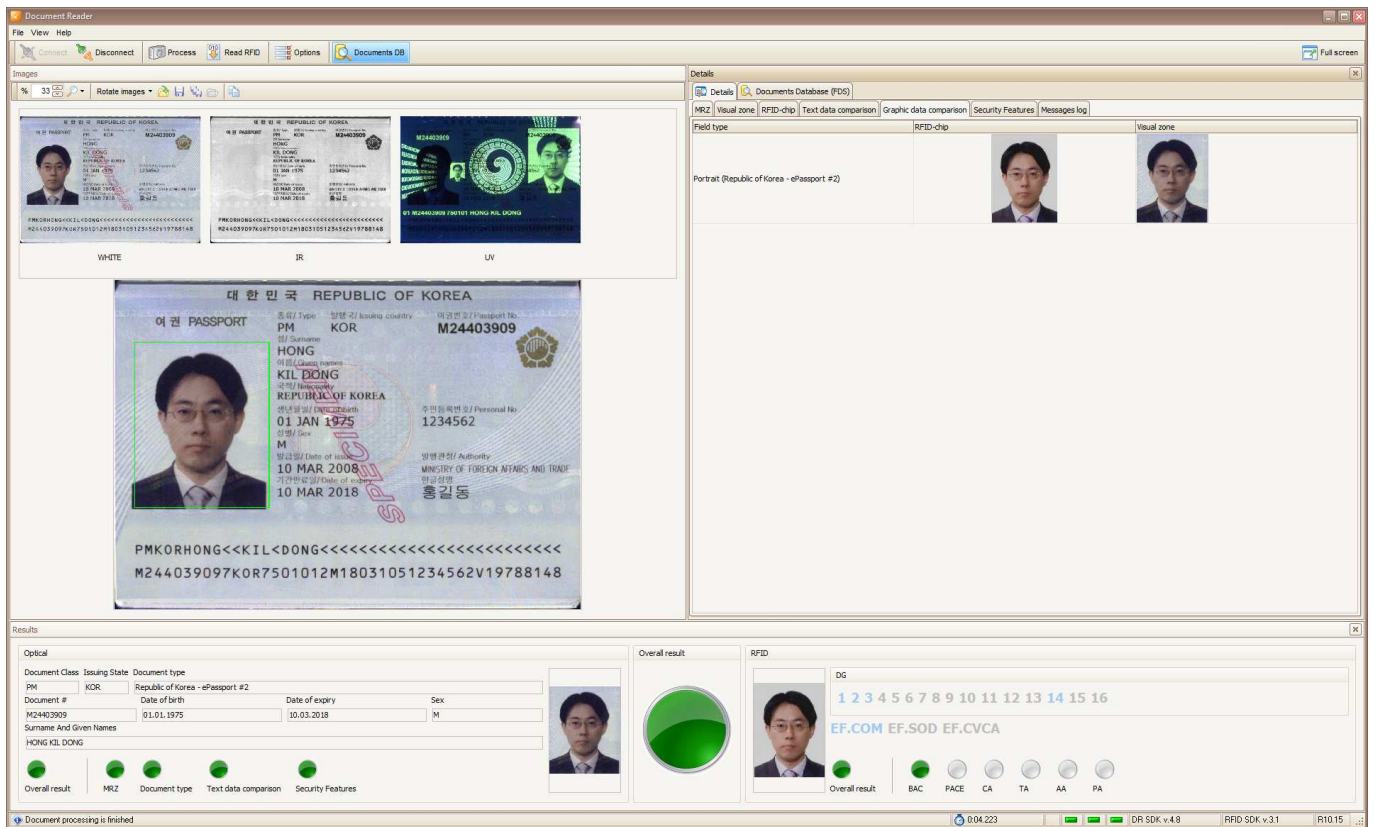 Document Reader
File View Help
Connect Disconnect Process Read RFID Options Documents DB Full screen
Images
% 33 Rotate images
WHITE IR UV
대한민국 REPUBLIC OF KOREA
여권 PASSPORT
종류/ Type 발행국/ Issuing country 여권번호/ Passport No.
PM KOR M24403909
성/ Surname
HONG
이름/ Given names
KIL DONG
국적/ Nationality
REPUBLIC OF KOREA
생년월일/ Date of birth 주민등록번호/ Personal No
01 JAN 1975 1234562
성별/ Sex
M
발급일/ Date of issue 발행관청/ Authority
10 MAR 2008 MINISTRY OF FOREIGN AFFAIRS AND TRADE
기간만료일/ Date of expiry 한글성명
10 MAR 2018 홍길동
SPECIMEN
PMKORHONG<<KIL<DONG<<<<<<<<<<<<<<<<<<<<<<<<<
M244039097KOR7501012M18031051234562V19788148
Details
Details Documents Database (FDS)
MRZ Visual zone RFID-chip Text data comparison Graphic data comparison Security Features Messages log
Field type RFID-chip Visual zone
Portrait (Republic of Korea - ePassport #2)
Results
Optical
Document Class Issuing State Document type
PM KOR Republic of Korea - ePassport #2
Document # Date of birth Date of expiry Sex
M24403909 01.01.1975 10.03.2018 M
Surname And Given Names
HONG KIL DONG
Overall result MRZ Document type Text data comparison Security Features
Overall result
RFID
DG
1 2 3 4 5 6 7 8 9 10 11 12 13 14 15 16
EF.COM EF.SOD EF.CVCA
Overall result BAC PACE CA TA AA PA
Document processing is finished 0:04.223 DR SDK v.4.8 RFID SDK v.3.1 R10.15